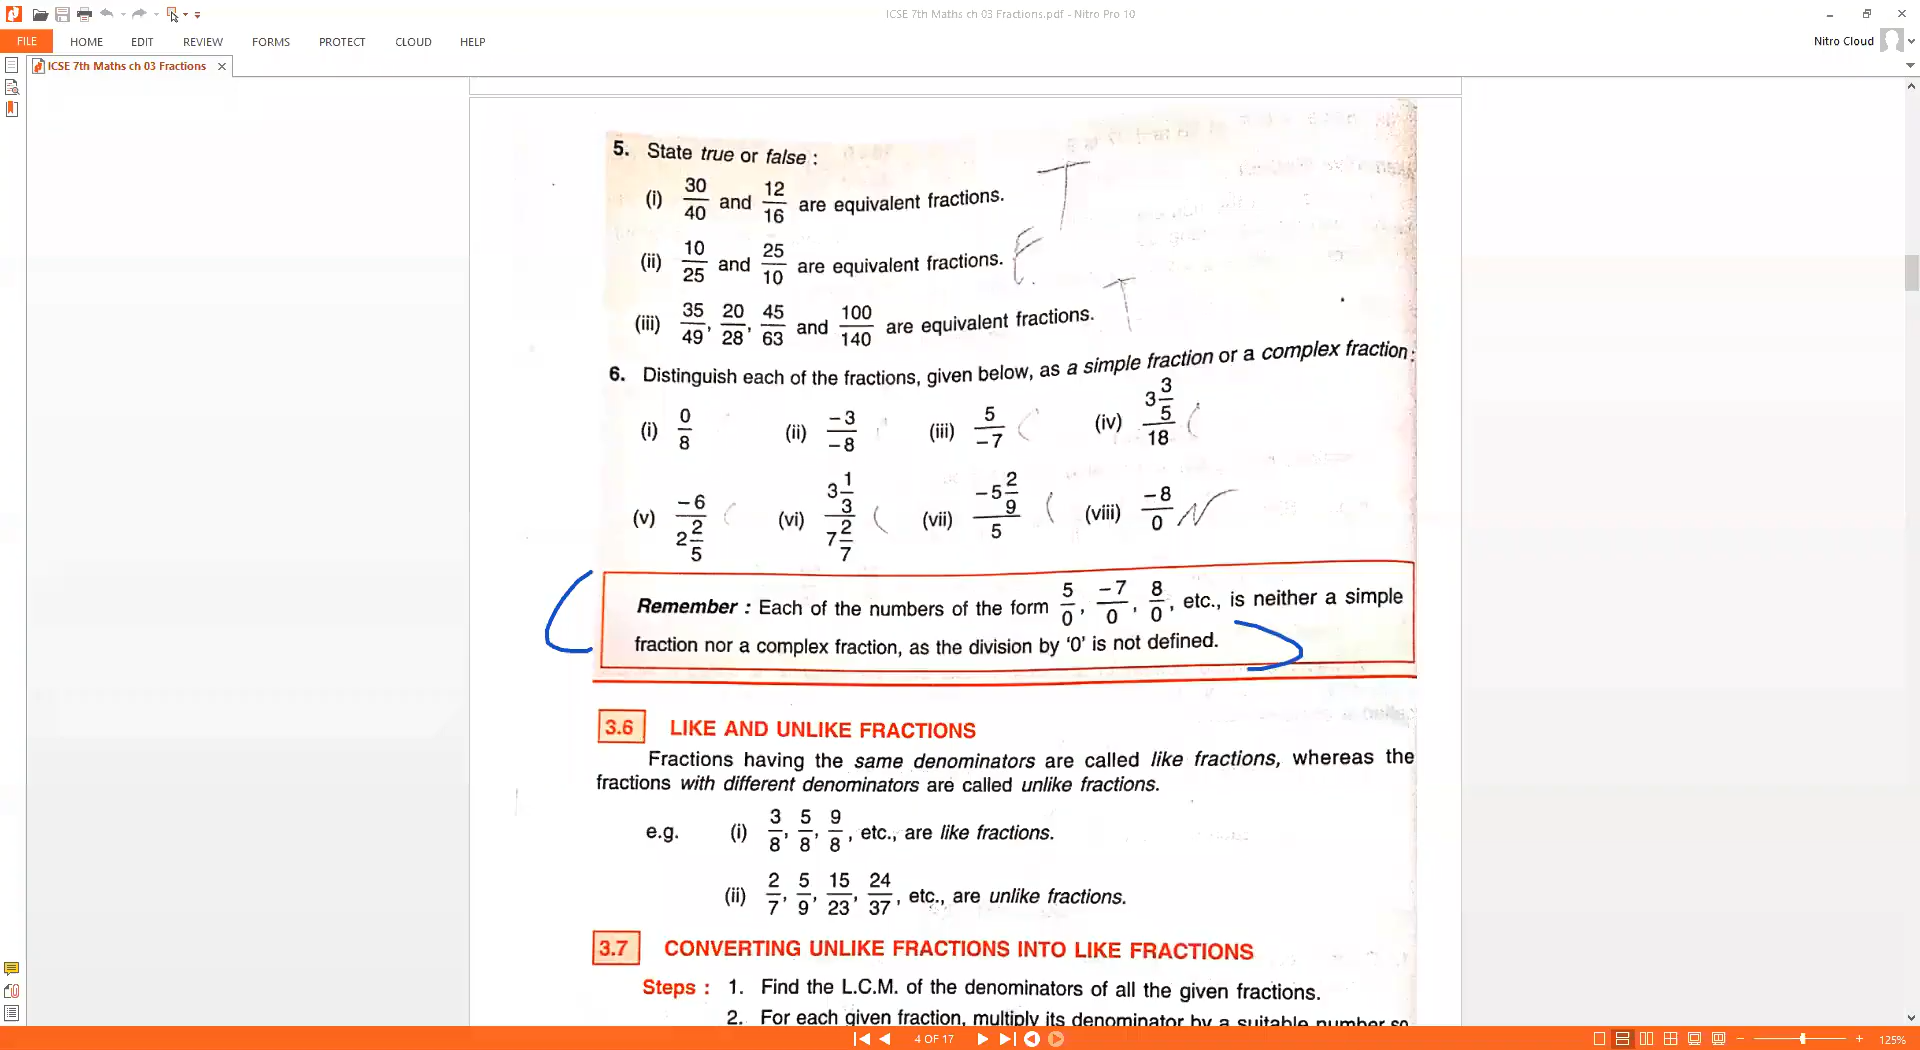 ICSE 7th Maths ch 03 Fractions.pdf - Nitro Pro 10
FILE HOME EDIT REVIEW FORMS PROTECT CLOUD HELP
Nitro Cloud
ICSE 7th Maths ch 03 Fractions
5. State true or false :
(i) 30/40 and 12/16 are equivalent fractions. T
(ii) 10/25 and 25/10 are equivalent fractions. F
(iii) 35/49, 20/28, 45/63 and 100/140 are equivalent fractions. T
6. Distinguish each of the fractions, given below, as a simple fraction or a complex fraction :
(i) 0/8 (ii) -3/-8 (iii) 5/-7 (iv) 3 3/5 / 18
(v) -6 / 2 2/5 (vi) 3 1/3 / 7 2/7 (vii) -5 2/9 / 5 (viii) -8/0 N
Remember : Each of the numbers of the form 5/0, -7/0, 8/0, etc., is neither a simple
fraction nor a complex fraction, as the division by '0' is not defined.
3.6 LIKE AND UNLIKE FRACTIONS
Fractions having the same denominators are called like fractions, whereas the
fractions with different denominators are called unlike fractions.
e.g. (i) 3/8, 5/8, 9/8, etc., are like fractions.
(ii) 2/7, 5/9, 15/23, 24/37, etc., are unlike fractions.
3.7 CONVERTING UNLIKE FRACTIONS INTO LIKE FRACTIONS
Steps : 1. Find the L.C.M. of the denominators of all the given fractions.
2. For each given fraction, multiply its denominator by a suitable number so
4 OF 17
125%